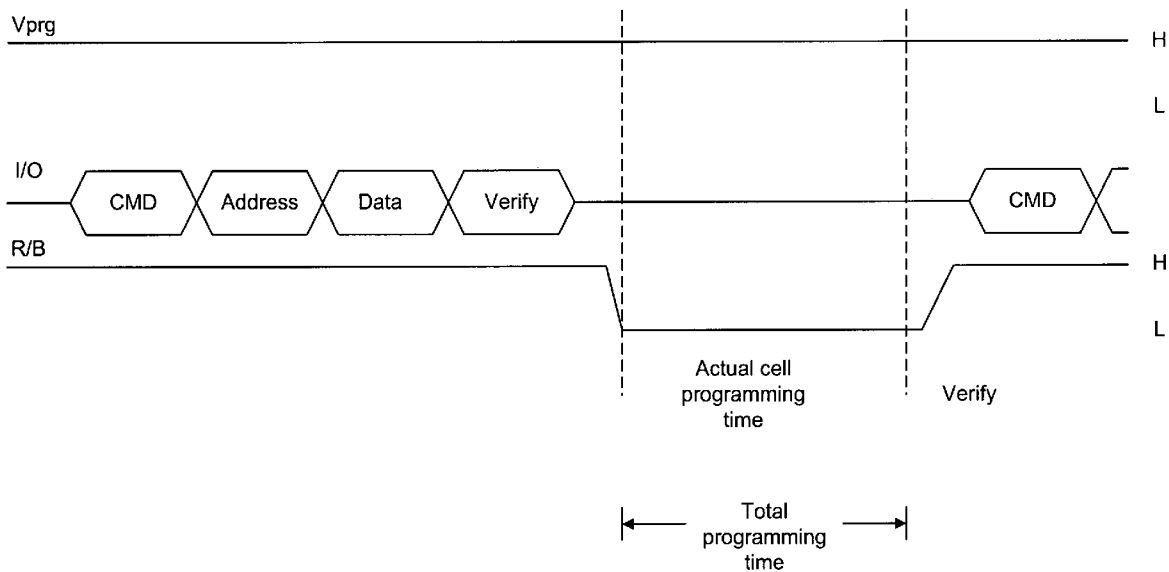 Vprg
H
L
I/O
CMD
Address
Data
Verify
CMD
R/B
H
L
Actual cell
programming
time
Verify
Total
programming
time